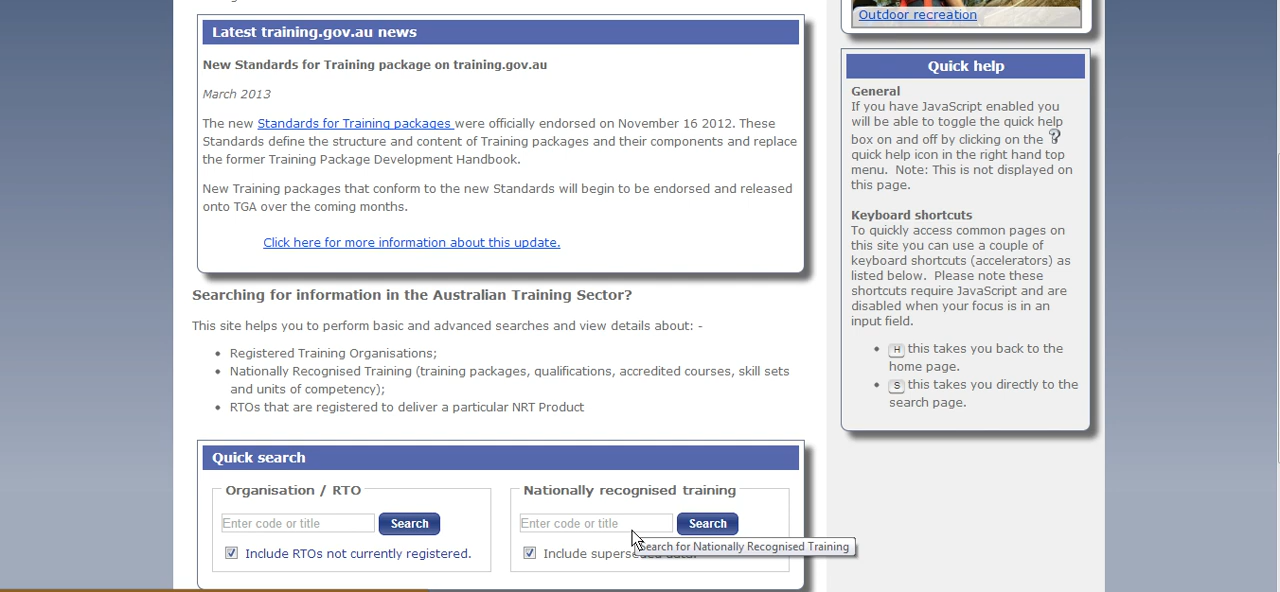 Latest training.gov.au news
New Standards for Training package on training.gov.au
March 2013
The new Standards for Training packages were officially endorsed on November 16 2012. These
Standards define the structure and content of Training packages and their components and replace
the former Training Package Development Handbook.
New Training packages that conform to the new Standards will begin to be endorsed and released
onto TGA over the coming months.
Click here for more information about this update.
Searching for information in the Australian Training Sector?
This site helps you to perform basic and advanced searches and view details about: -
• Registered Training Organisations;
• Nationally Recognised Training (training packages, qualifications, accredited courses, skill sets
and units of competency);
• RTOs that are registered to deliver a particular NRT Product
Quick search
Organisation / RTO
Enter code or title Search
Include RTOs not currently registered.
Nationally recognised training
Enter code or title Search
Include
Search for Nationally Recognised Training
Outdoor recreation
Quick help
General
If you have JavaScript enabled you
will be able to toggle the quick help
box on and off by clicking on the ?
quick help icon in the right hand top
menu. Note: This is not displayed on
this page.
Keyboard shortcuts
To quickly access common pages on
this site you can use a couple of
keyboard shortcuts (accelerators) as
listed below. Please note these
shortcuts require JavaScript and are
disabled when your focus is in an
input field.
• H this takes you back to the
home page.
• S this takes you directly to the
search page.